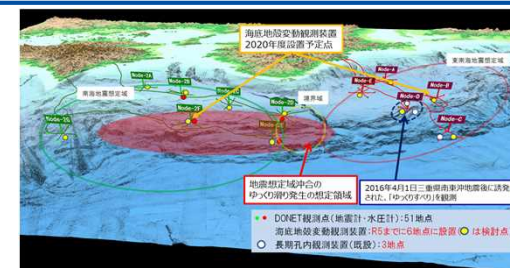 海底地殻変動観測装置
2020年度設置予定点
東南海地震想定域
南海地震想定域
境界域
Node-2A
Node-2F
Node-2D
Node-2G
Node-E
Node-A
Node-B
Node-D
Node-C
地震想定域沖合の
ゆっくり滑り発生の想定領域
2016年4月1日三重県南東沖地震後に誘発
された、「ゆっくりすべり」を観測
DONET観測点(地震計・水圧計):51地点
海底地殻変動観測装置:R5までに6地点に設置 は検討点
長期孔内観測装置(既設):3地点